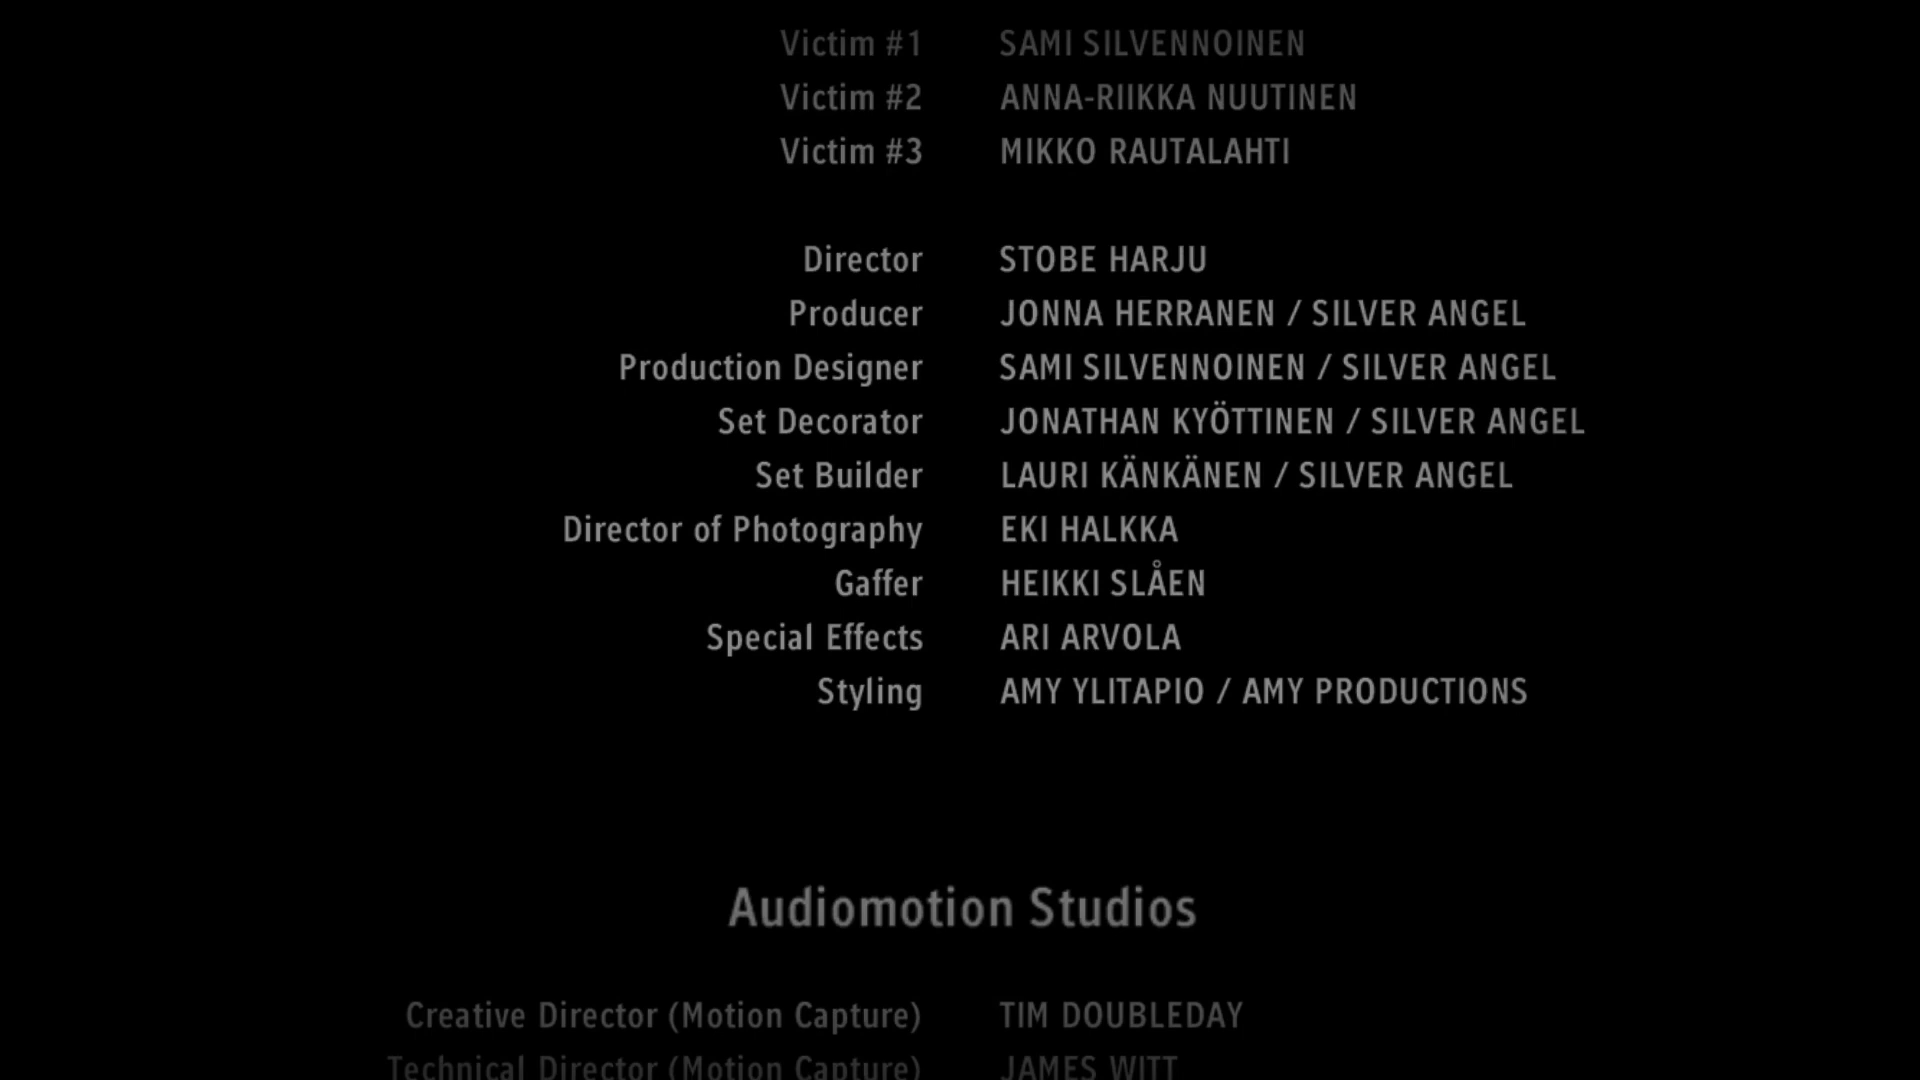 Victim #1 SAMI SILVENNOINEN
Victim #2 ANNA-RIIKKA NUUTINEN
Victim #3 MIKKO RAUTALAHTI
Director STOBE HARJU
Producer JONNA HERRANEN / SILVER ANGEL
Production Designer SAMI SILVENNOINEN / SILVER ANGEL
Set Decorator JONATHAN KYÖTTINEN / SILVER ANGEL
Set Builder LAURI KÄNKÄNEN / SILVER ANGEL
Director of Photography EKI HALKKA
Gaffer HEIKKI SLÅEN
Special Effects ARI ARVOLA
Styling AMY YLITAPIO / AMY PRODUCTIONS
Audiomotion Studios
Creative Director (Motion Capture) TIM DOUBLEDAY
Technical Director (Motion Capture) JAMES WITT